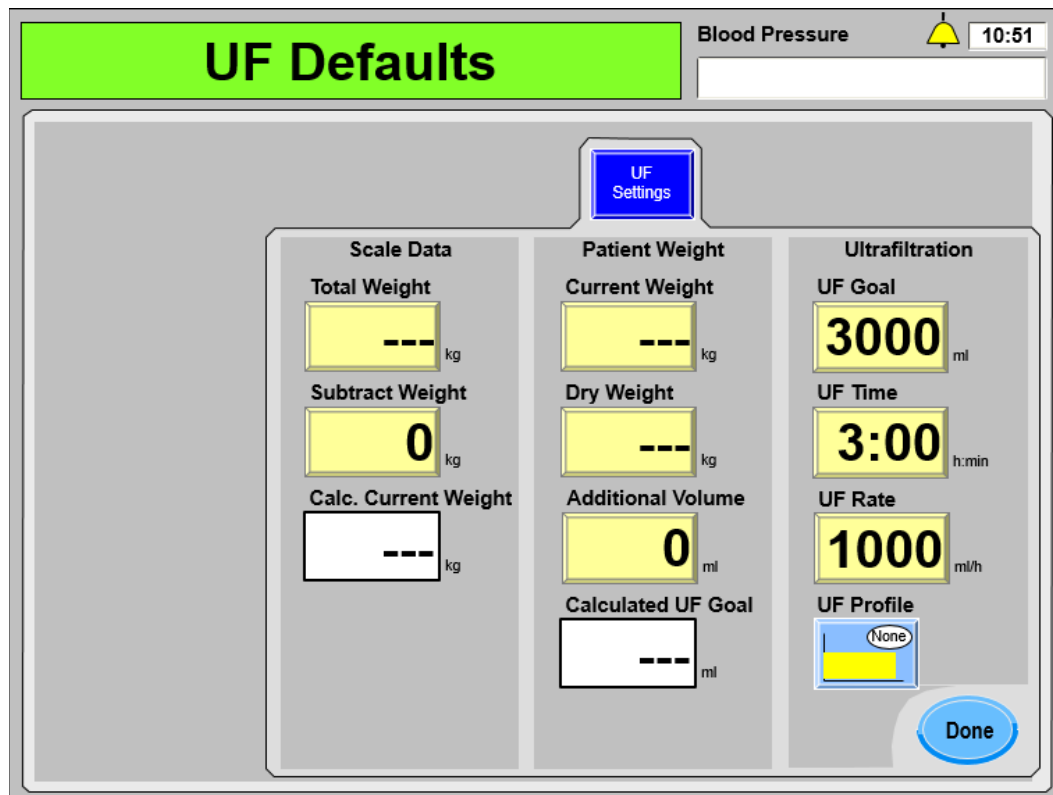 UF Defaults
Blood Pressure
10:51
UF
Settings
Scale Data
Total Weight
--- kg
Subtract Weight
0 kg
Calc. Current Weight
--- kg
Patient Weight
Current Weight
--- kg
Dry Weight
--- kg
Additional Volume
0 ml
Calculated UF Goal
--- ml
Ultrafiltration
UF Goal
3000 ml
UF Time
3:00 h:min
UF Rate
1000 ml/h
UF Profile
None
Done